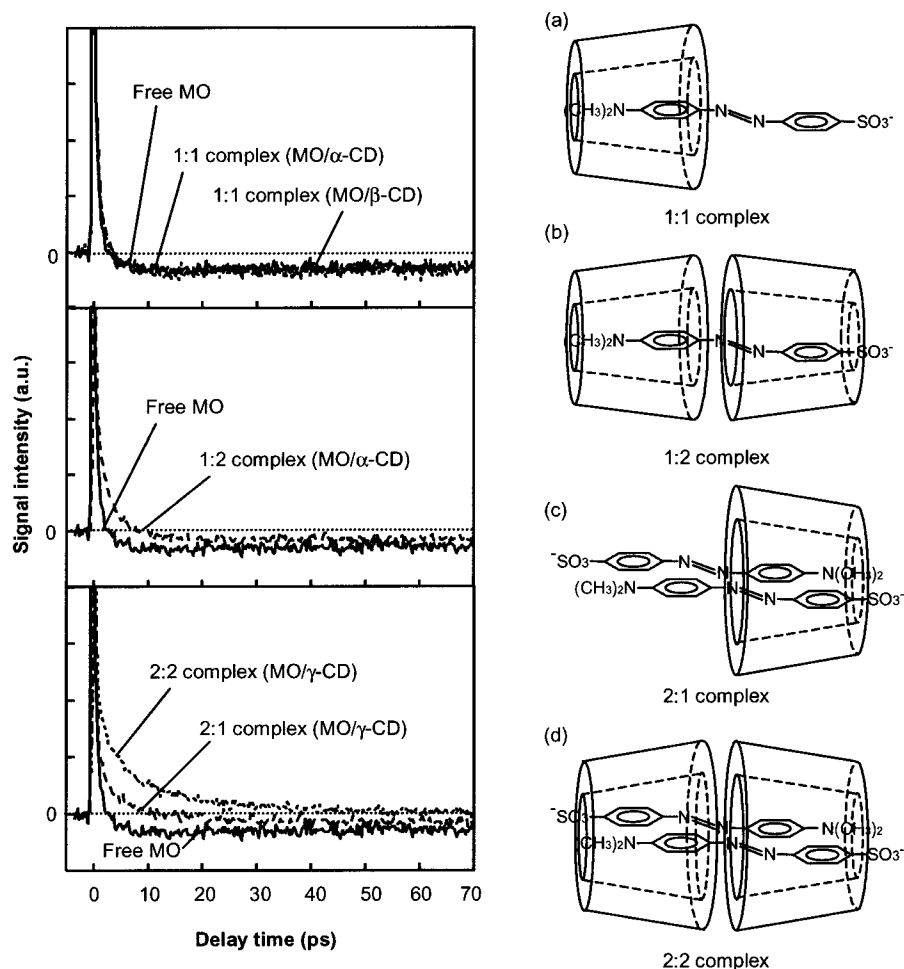 Signal intensity (a.u.)
Free MO
1:1 complex (MO/α-CD)
1:1 complex (MO/β-CD)
0
Free MO
1:2 complex (MO/α-CD)
0
2:2 complex (MO/γ-CD)
2:1 complex (MO/γ-CD)
0
Free MO
0 10 20 30 40 50 60 70
Delay time (ps)
(a)
(CH₃)₂N N N SO₃⁻
1:1 complex
(b)
(CH₃)₂N N N SO₃⁻
1:2 complex
(c)
⁻SO₃ N N N(CH₃)₂
(CH₃)₂N N N SO₃⁻
2:1 complex
(d)
⁻SO₃ N N N(CH₃)₂
(CH₃)₂N N N SO₃⁻
2:2 complex